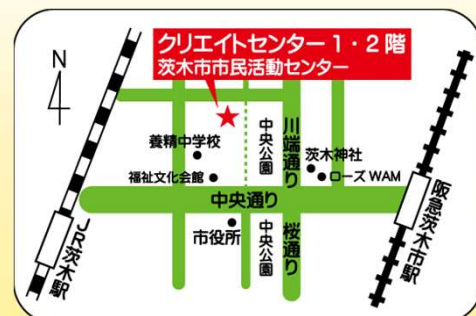 N
クリエイトセンター1・2階
茨木市市民活動センター
養精中学校
福祉文化会館
中央公園
川端通り
茨木神社
ローズ WAM
中央通り
市役所
中央公園
桜通り
JR茨木駅
阪急茨木市駅